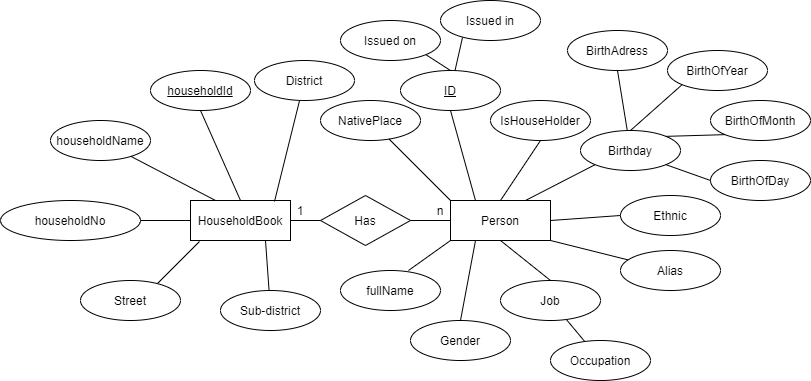 Issued in
Issued on
BirthAdress
BirthOfYear
District
householdId
ID
NativePlace
IsHouseHolder
BirthOfMonth
householdName
Birthday
BirthOfDay
householdNo
HouseholdBook
1
Has
n
Person
Ethnic
Alias
Street
Sub-district
fullName
Job
Gender
Occupation